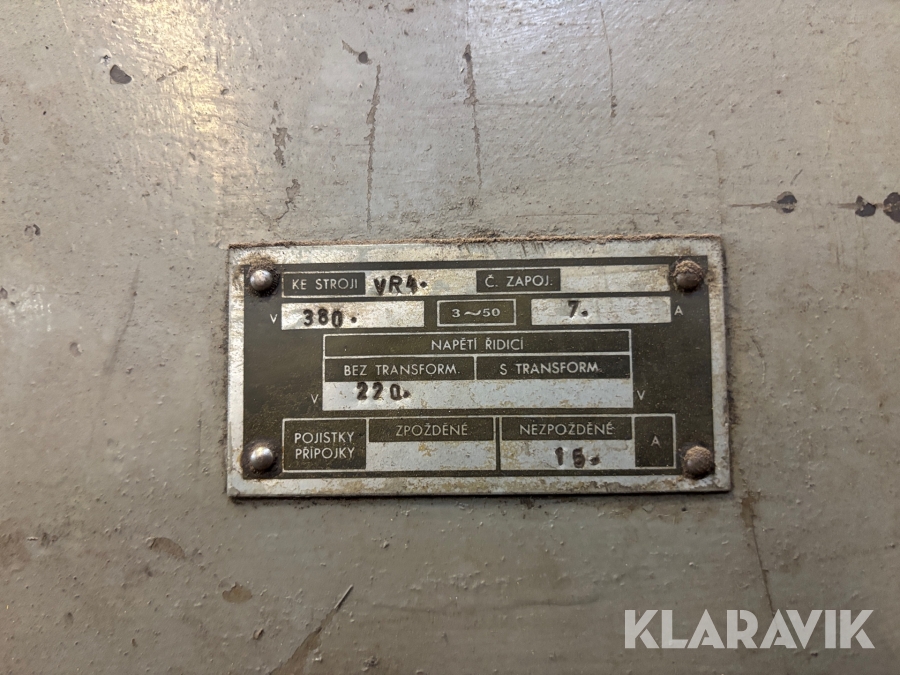 KE STROJI VR4. Č. ZAPOJ.
V 380. 3~50 7. A
NAPĚTÍ ŘIDICÍ
BEZ TRANSFORM. S TRANSFORM.
V 220. V
POJISTKY PŘÍPOJKY ZPOŽDĚNÉ NEZPOŽDĚNÉ A
15.
KLARAVIK